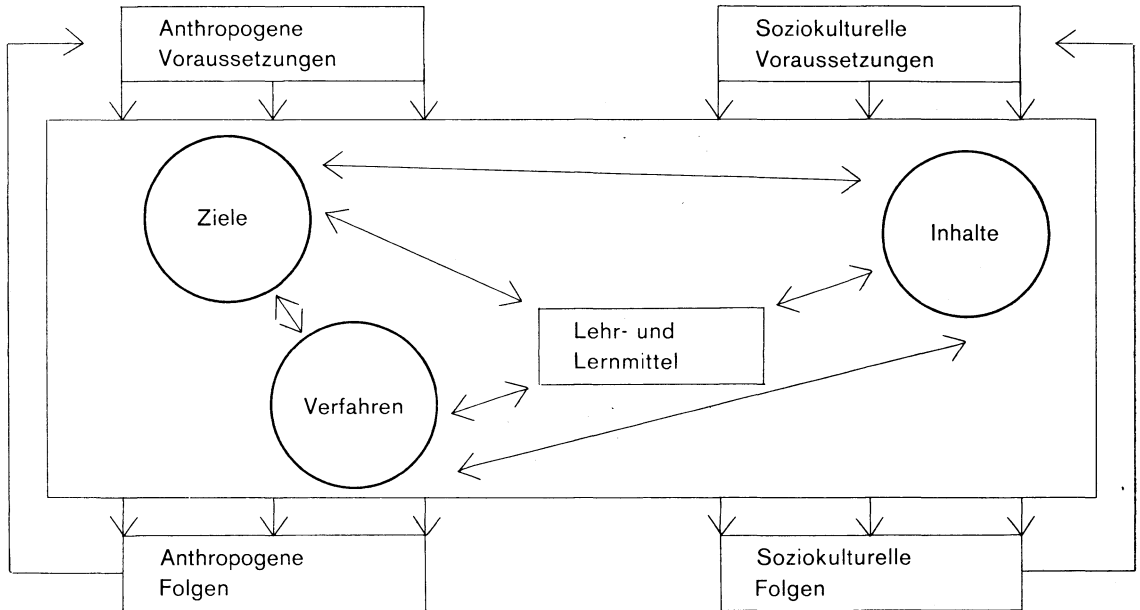 Anthropogene
Voraussetzungen
Soziokulturelle
Voraussetzungen
Ziele
Inhalte
Lehr- und
Lernmittel
Verfahren
Anthropogene
Folgen
Soziokulturelle
Folgen